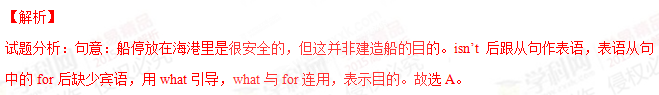 【解析】
试题分析：句意：船停放在海港里是很安全的，但这并非建造船的目的。isn't 后跟从句作表语，表语从句
中的 for 后缺少宾语，用 what 引导，what 与 for 连用，表示目的。故选 A。